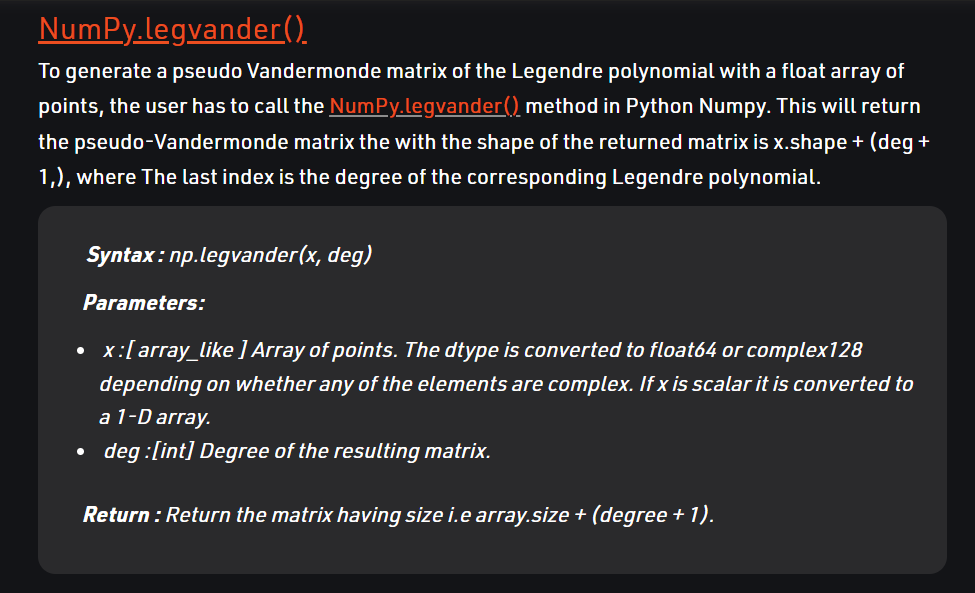 NumPy.legvander()
To generate a pseudo Vandermonde matrix of the Legendre polynomial with a float array of
points, the user has to call the NumPy.legvander() method in Python Numpy. This will return
the pseudo-Vandermonde matrix the with the shape of the returned matrix is x.shape + (deg +
1,), where The last index is the degree of the corresponding Legendre polynomial.
Syntax : np.legvander(x, deg)
Parameters:
• x :[ array_like ] Array of points. The dtype is converted to float64 or complex128
depending on whether any of the elements are complex. If x is scalar it is converted to
a 1-D array.
• deg :[int] Degree of the resulting matrix.
Return : Return the matrix having size i.e array.size + (degree + 1).